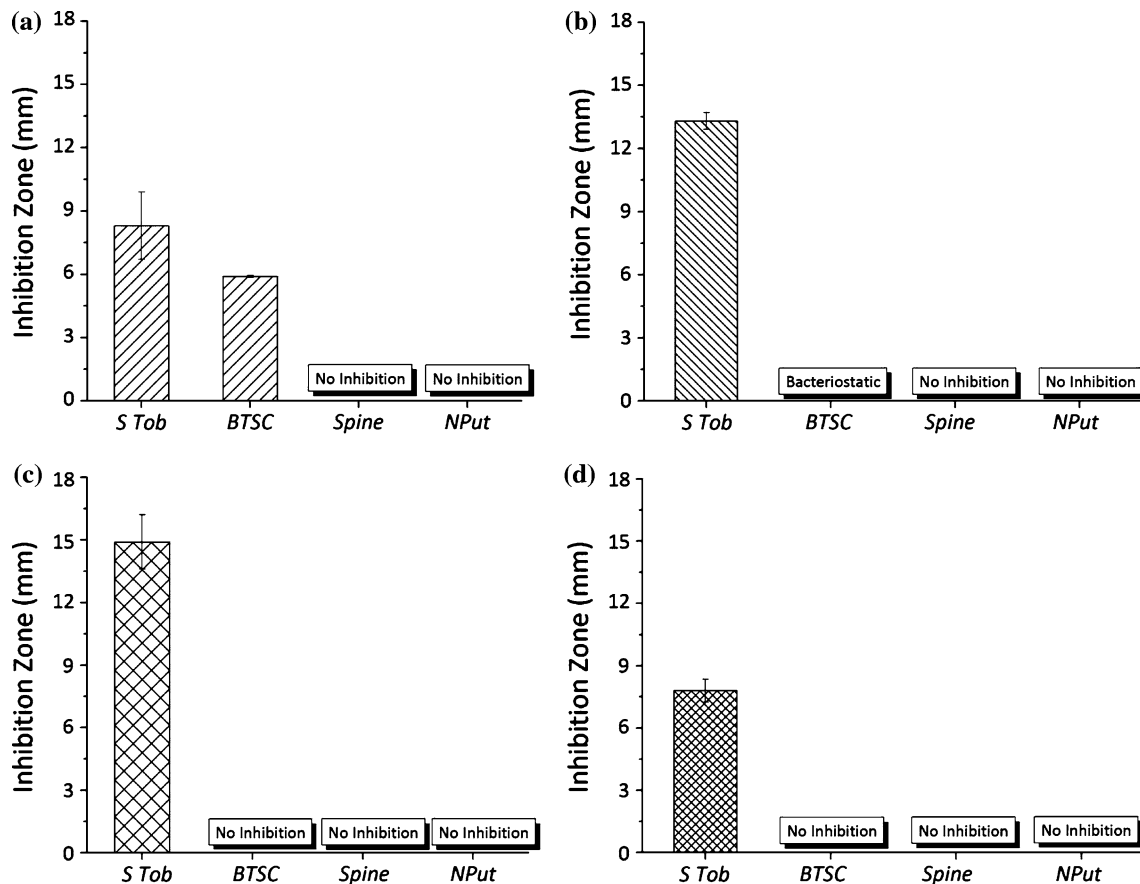 (a)
18
15
12
9
6
3
0
Inhibition Zone (mm)
No Inhibition No Inhibition
S Tob BTSC Spine NPut
(b)
18
15
12
9
6
3
0
Inhibition Zone (mm)
Bacteriostatic No Inhibition No Inhibition
S Tob BTSC Spine NPut
(c)
18
15
12
9
6
3
0
Inhibition Zone (mm)
No Inhibition No Inhibition No Inhibition
S Tob BTSC Spine NPut
(d)
18
15
12
9
6
3
0
Inhibition Zone (mm)
No Inhibition No Inhibition No Inhibition
S Tob BTSC Spine NPut